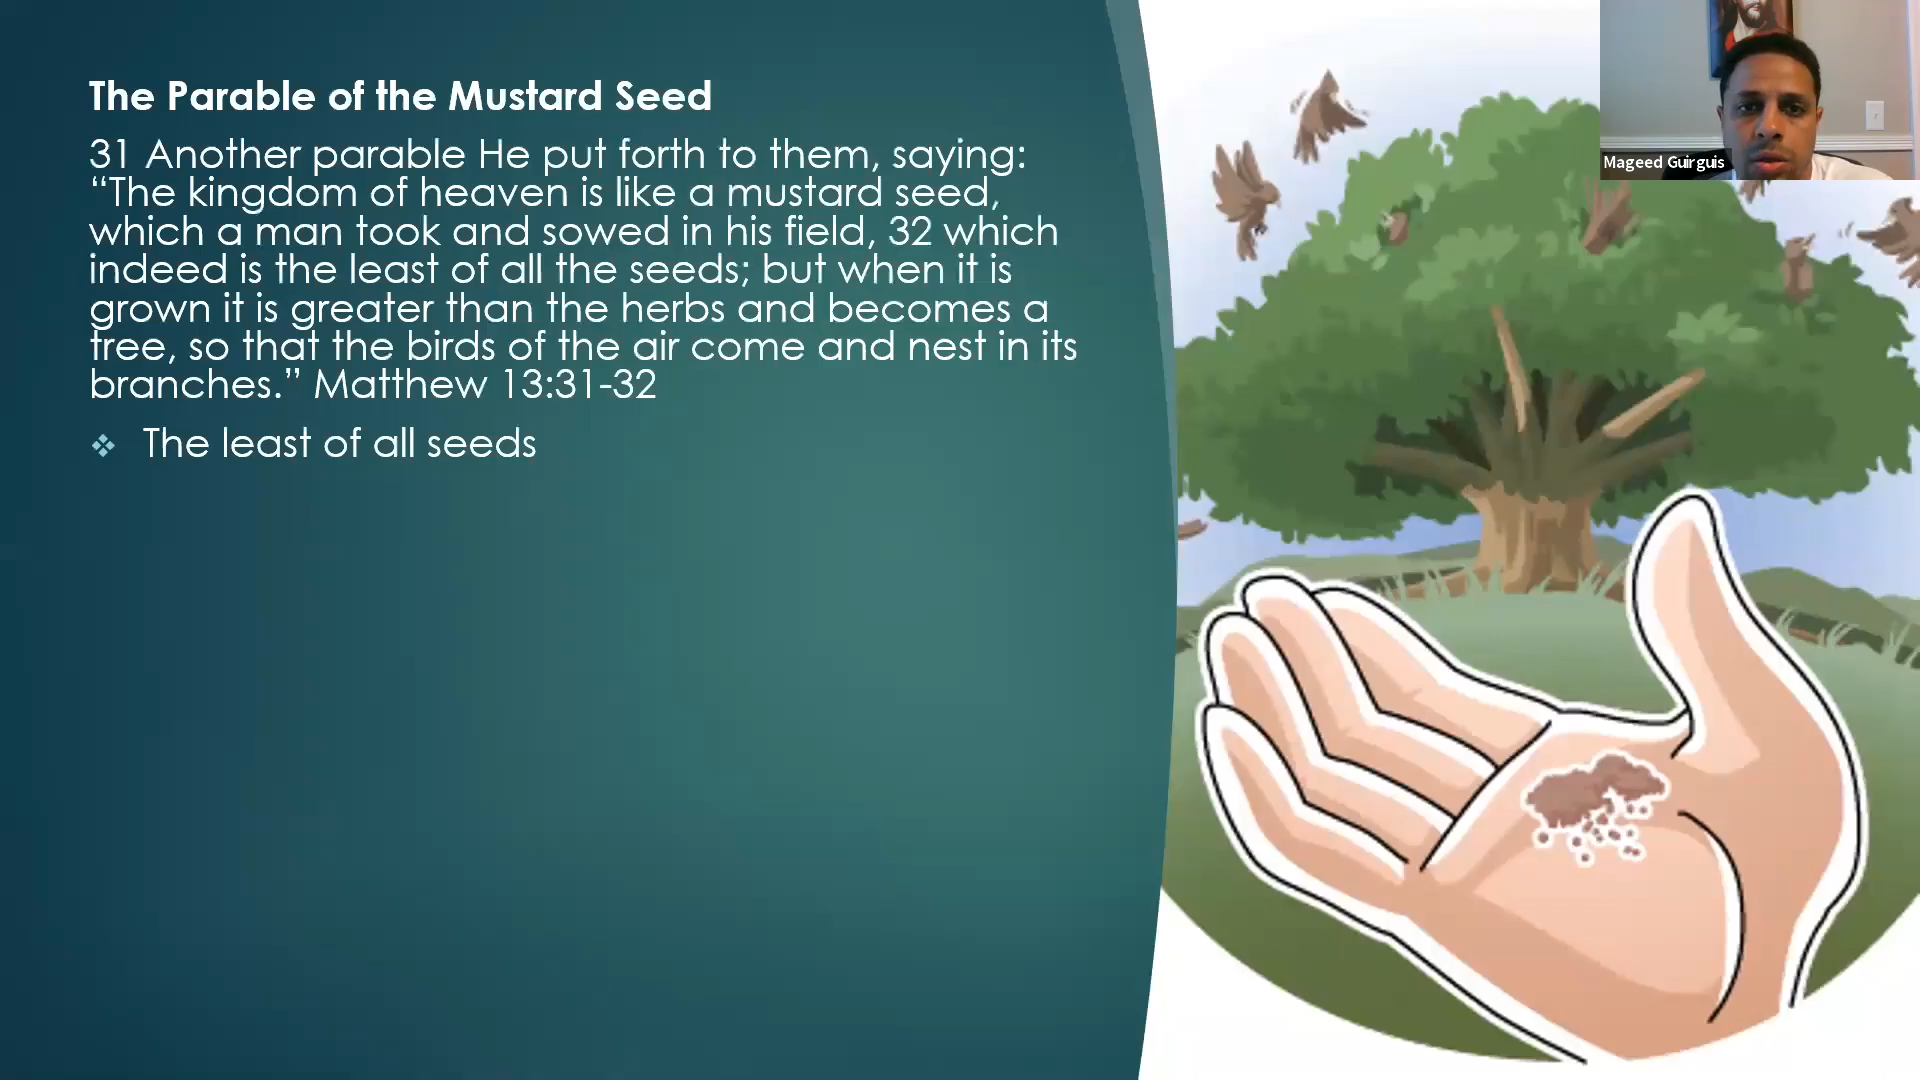 The Parable of the Mustard Seed
31 Another parable He put forth to them, saying:
“The kingdom of heaven is like a mustard seed,
which a man took and sowed in his field, 32 which
indeed is the least of all the seeds; but when it is
grown it is greater than the herbs and becomes a
tree, so that the birds of the air come and nest in its
branches.” Matthew 13:31-32
❖ The least of all seeds
Mageed Guirguis